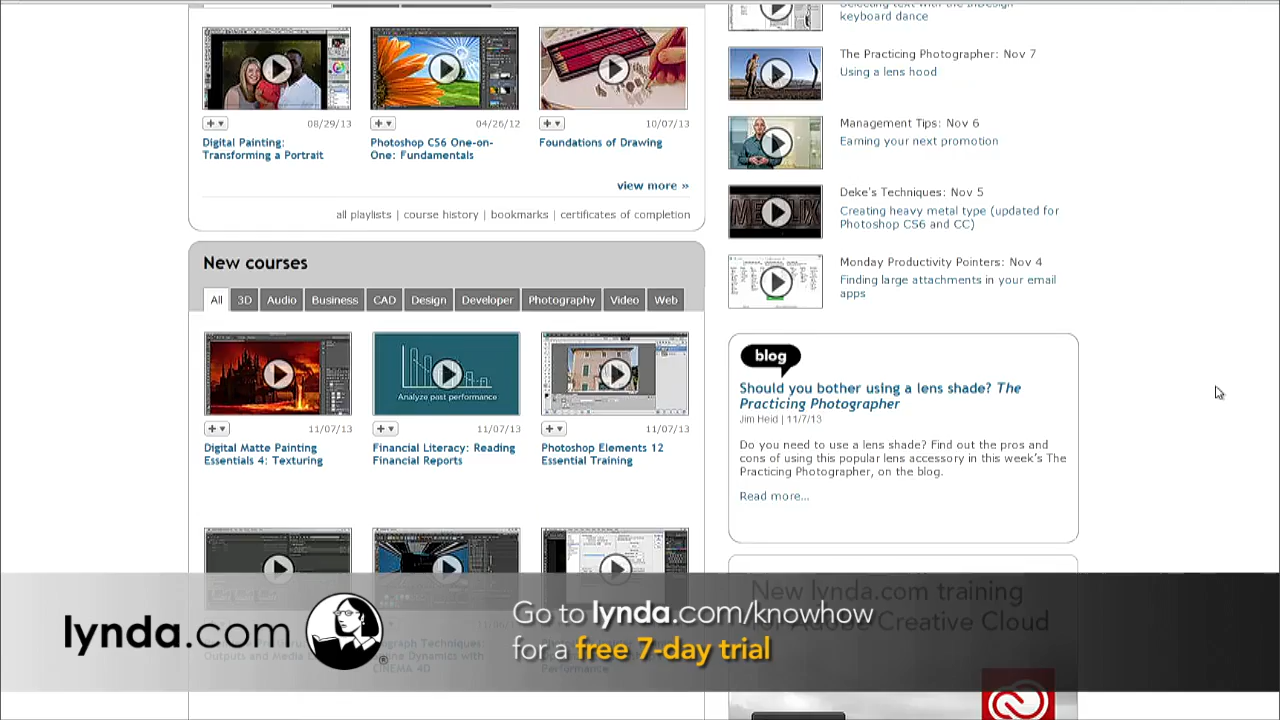 08/29/13
04/26/12
10/07/13
Digital Painting:
Transforming a Portrait
Photoshop CS6 One-on-
One: Fundamentals
Foundations of Drawing
view more »
all playlists | course history | bookmarks | certificates of completion
New courses
All
3D
Audio
Business
CAD
Design
Developer
Photography
Video
Web
Analyze past performance
11/07/13
11/07/13
11/07/13
Digital Matte Painting
Essentials 4: Texturing
Financial Literacy: Reading
Financial Reports
Photoshop Elements 12
Essential Training
Selecting text with the InDesign
keyboard dance
The Practicing Photographer: Nov 7
Using a lens hood
Management Tips: Nov 6
Earning your next promotion
Deke's Techniques: Nov 5
Creating heavy metal type (updated for
Photoshop CS6 and CC)
Monday Productivity Pointers: Nov 4
Finding large attachments in your email
apps
blog
Should you bother using a lens shade? The
Practicing Photographer
Jim Heid | 11/7/13
Do you need to use a lens shade? Find out the pros and
cons of using this popular lens accessory in this week's The
Practicing Photographer, on the blog.
Read more...
New lynda.com training
Creative Cloud
Outputs and Media
CINEMA 4D
Performance
lynda.com
®
Go to lynda.com/knowhow
for a free 7-day trial